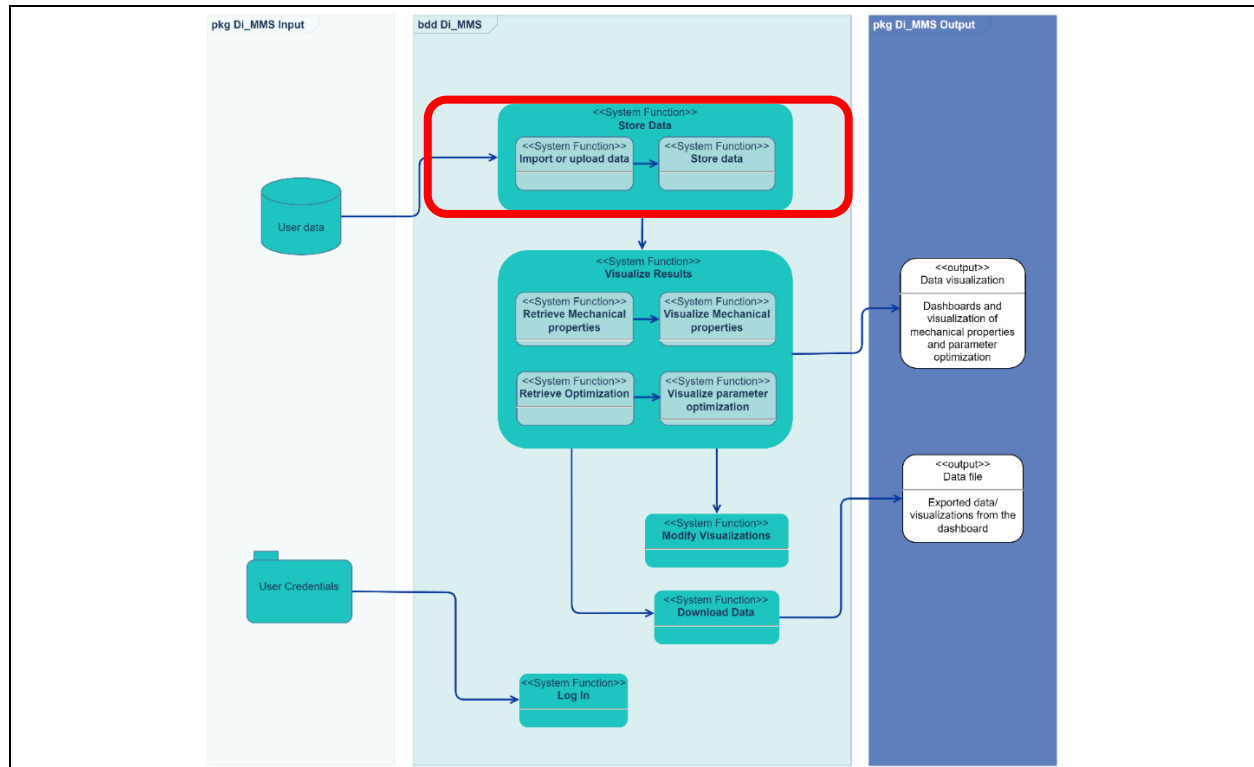 pkg Di_MMS Input
bdd Di_MMS
pkg Di_MMS Output
<<System Function>>
Store Data
<<System Function>>
Import or upload data
<<System Function>>
Store data
User data
<<System Function>>
Visualize Results
<<System Function>>
Retrieve Mechanical
properties
<<System Function>>
Visualize Mechanical
properties
<<System Function>>
Retrieve Optimization
<<System Function>>
Visualize parameter
optimization
<<output>>
Data visualization
Dashboards and
visualization of
mechanical properties
and parameter
optimization
<<output>>
Data file
Exported data/
visualizations from the
dashboard
<<System Function>>
Modify Visualizations
User Credentials
<<System Function>>
Download Data
<<System Function>>
Log In